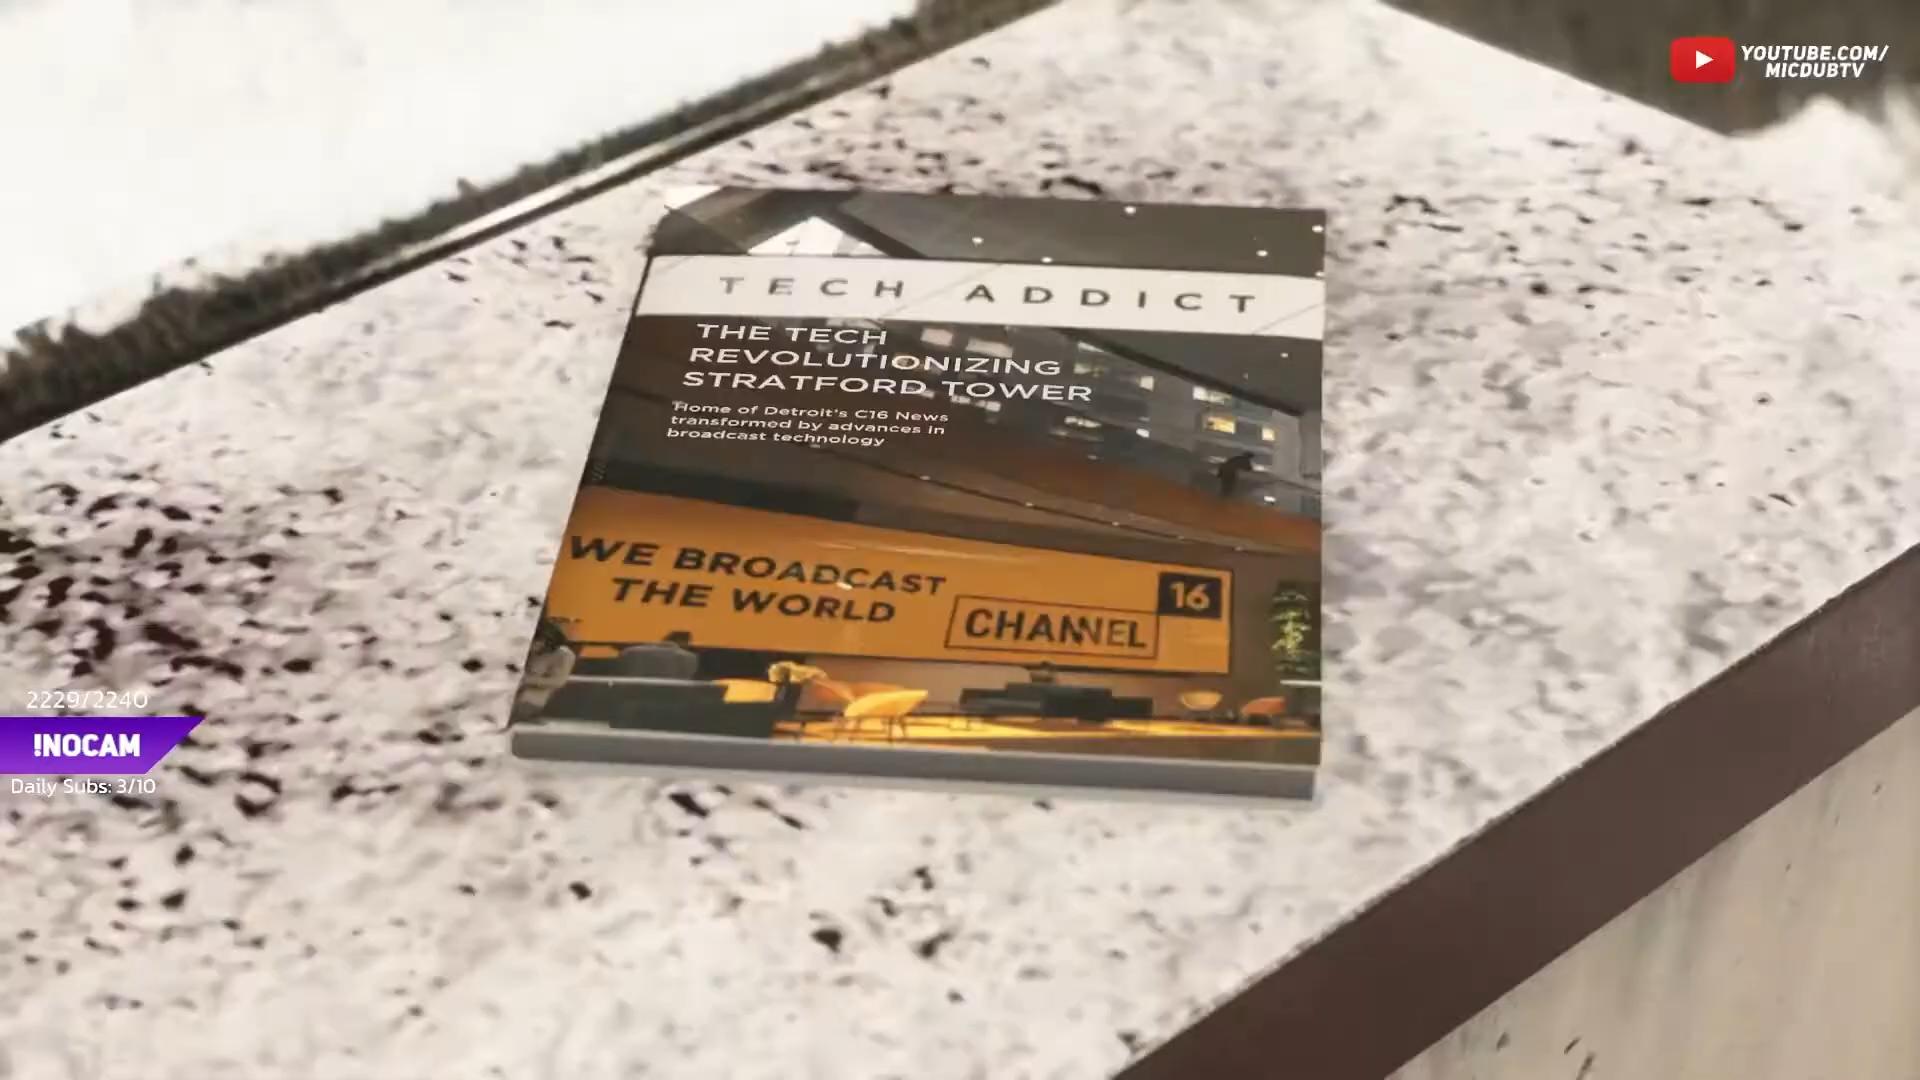 YOUTUBE.COM/
MICDUBTV
TECH ADDICT
THE TECH
REVOLUTIONIZING
STRATFORD TOWER
Home of Detroit's C16 News
transformed by advances in
broadcast technology
WE BROADCAST
THE WORLD
CHANNEL
16
2229/2240
!NOCAM
Daily Subs: 3/10